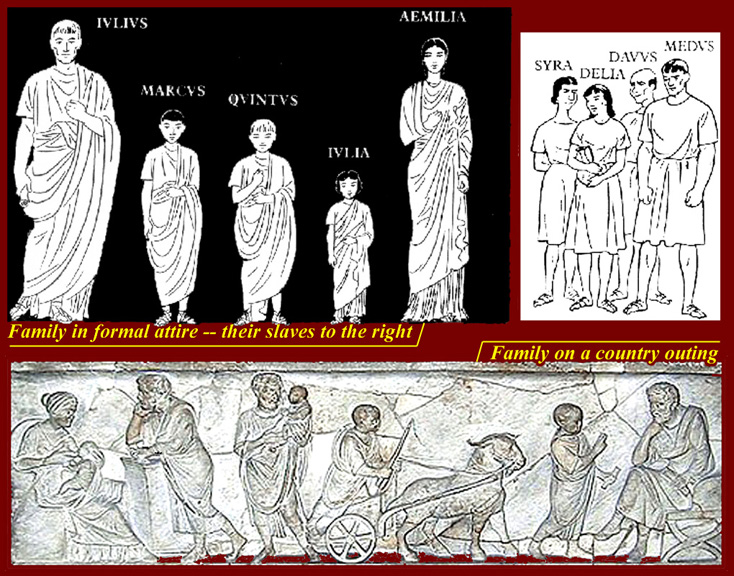 IVLIVS
MARCVS
QVINTVS
IVLIA
AEMILIA
SYRA
DELIA
DAVVS
MEDVS
Family in formal attire -- their slaves to the right
Family on a country outing